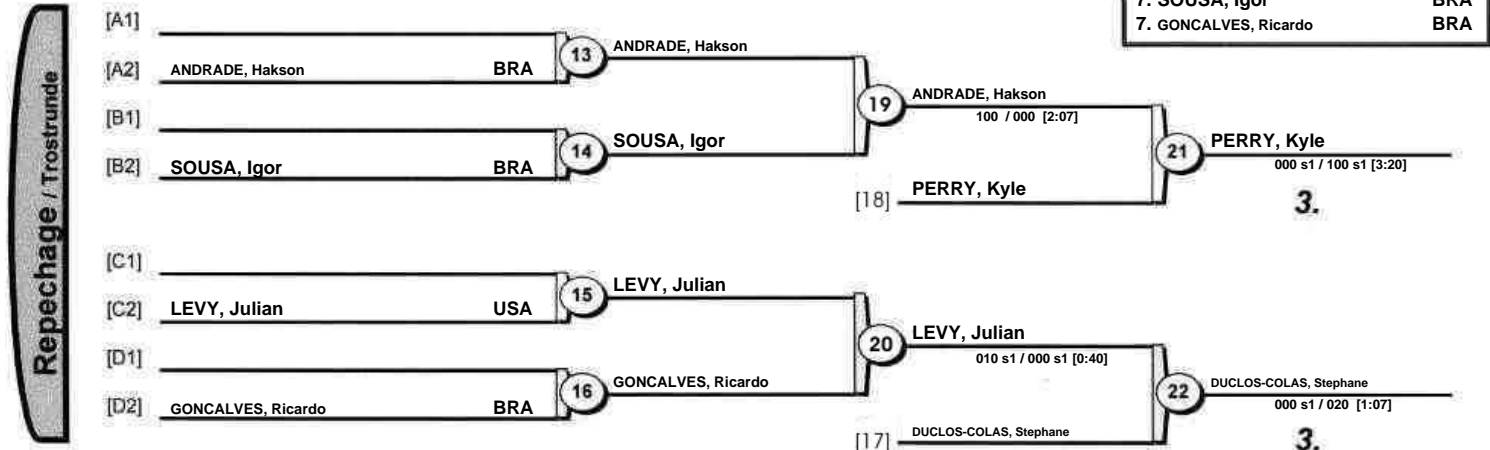 7. SOUSA, Igor BRA
7. GONCALVES, Ricardo BRA
Repechage / Trostrunde
[A1]
[A2] ANDRADE, Hakson BRA
13 ANDRADE, Hakson
[B1]
[B2] SOUSA, Igor BRA
14 SOUSA, Igor
19 ANDRADE, Hakson
100 / 000 [2:07]
[18] PERRY, Kyle
21 PERRY, Kyle
000 s1 / 100 s1 [3:20]
3.
[C1]
[C2] LEVY, Julian USA
15 LEVY, Julian
[D1]
[D2] GONCALVES, Ricardo BRA
16 GONCALVES, Ricardo
20 LEVY, Julian
010 s1 / 000 s1 [0:40]
[17] DUCLOS-COLAS, Stephane
22 DUCLOS-COLAS, Stephane
000 s1 / 020 [1:07]
3.